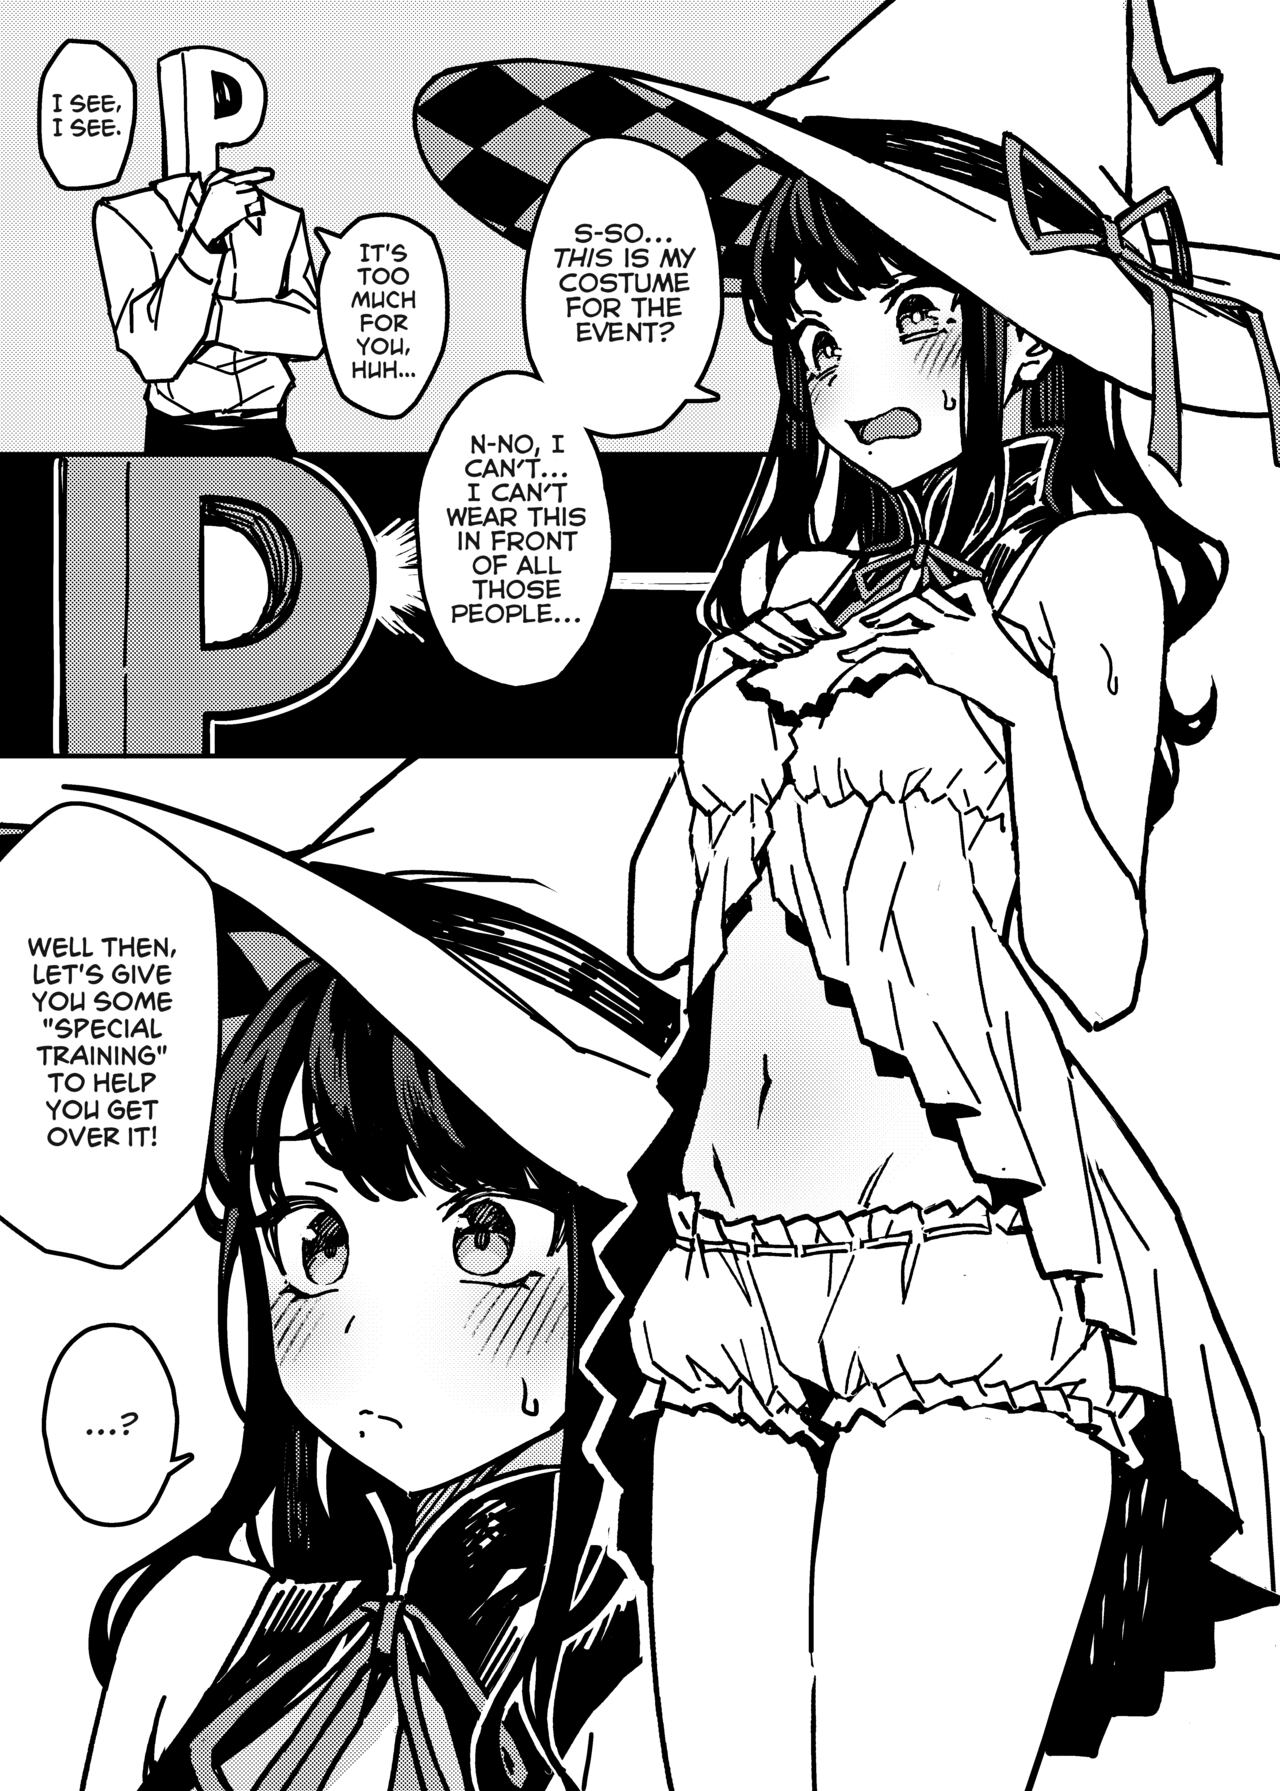 P
I SEE,
I SEE.
IT'S
TOO
MUCH
FOR
YOU,
HUH...
S-SO...
THIS IS MY
COSTUME
FOR THE
EVENT?
N-NO, I
CAN'T...
I CAN'T
WEAR THIS
IN FRONT
OF ALL
THOSE
PEOPLE...
P
WELL THEN,
LET'S GIVE
YOU SOME
"SPECIAL
TRAINING"
TO HELP
YOU GET
OVER IT!
...?